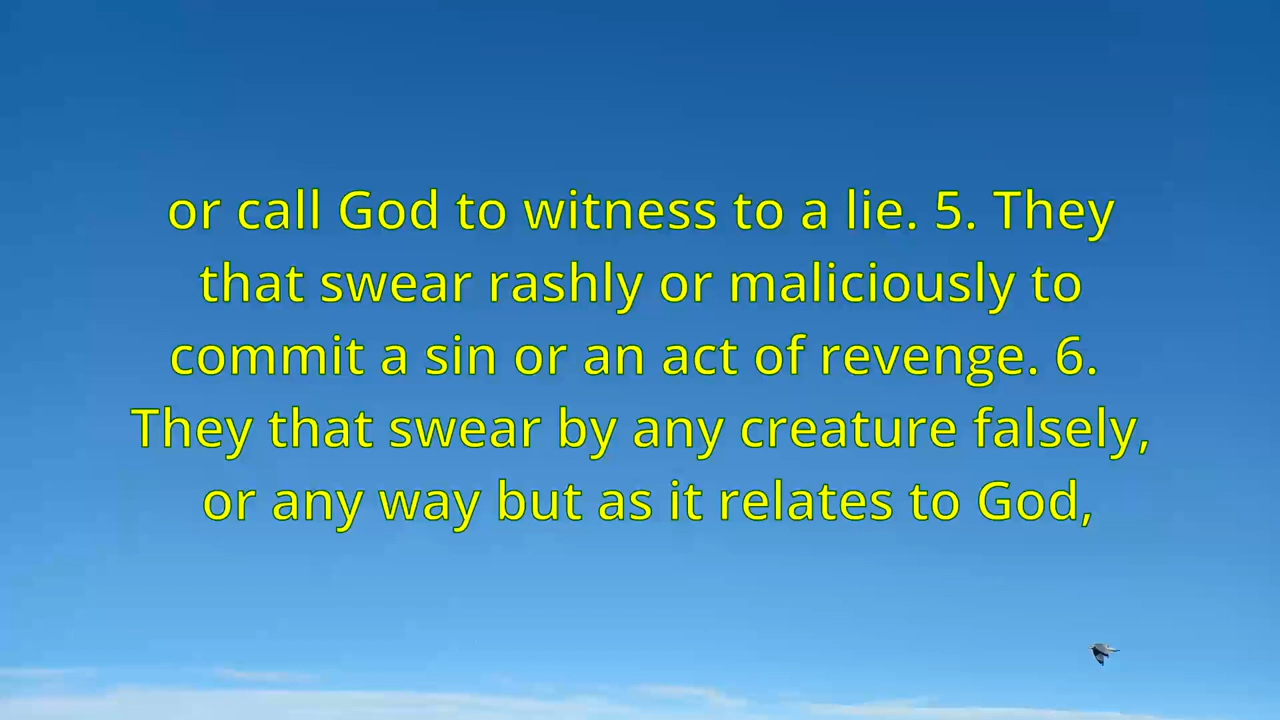 or call God to witness to a lie. 5. They
that swear rashly or maliciously to
commit a sin or an act of revenge. 6.
They that swear by any creature falsely,
or any way but as it relates to God,